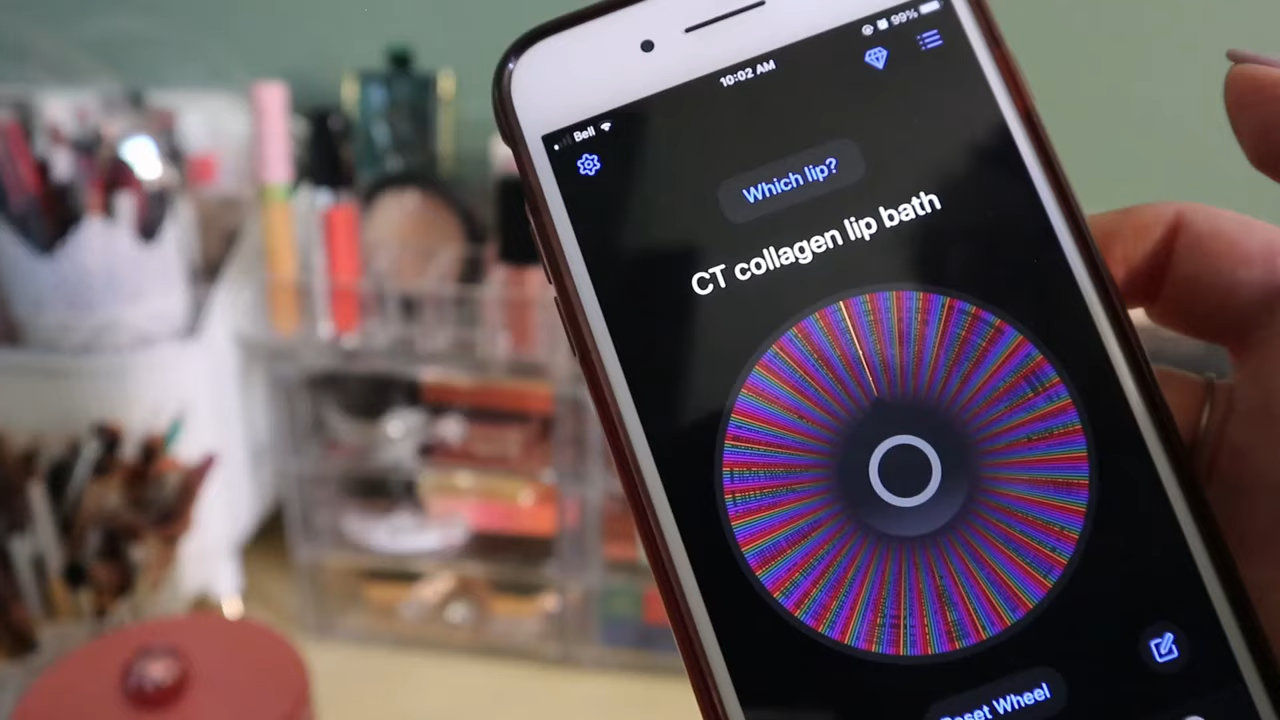 99%
10:02 AM
Bell
Which lip?
CT collagen lip bath
Reset Wheel